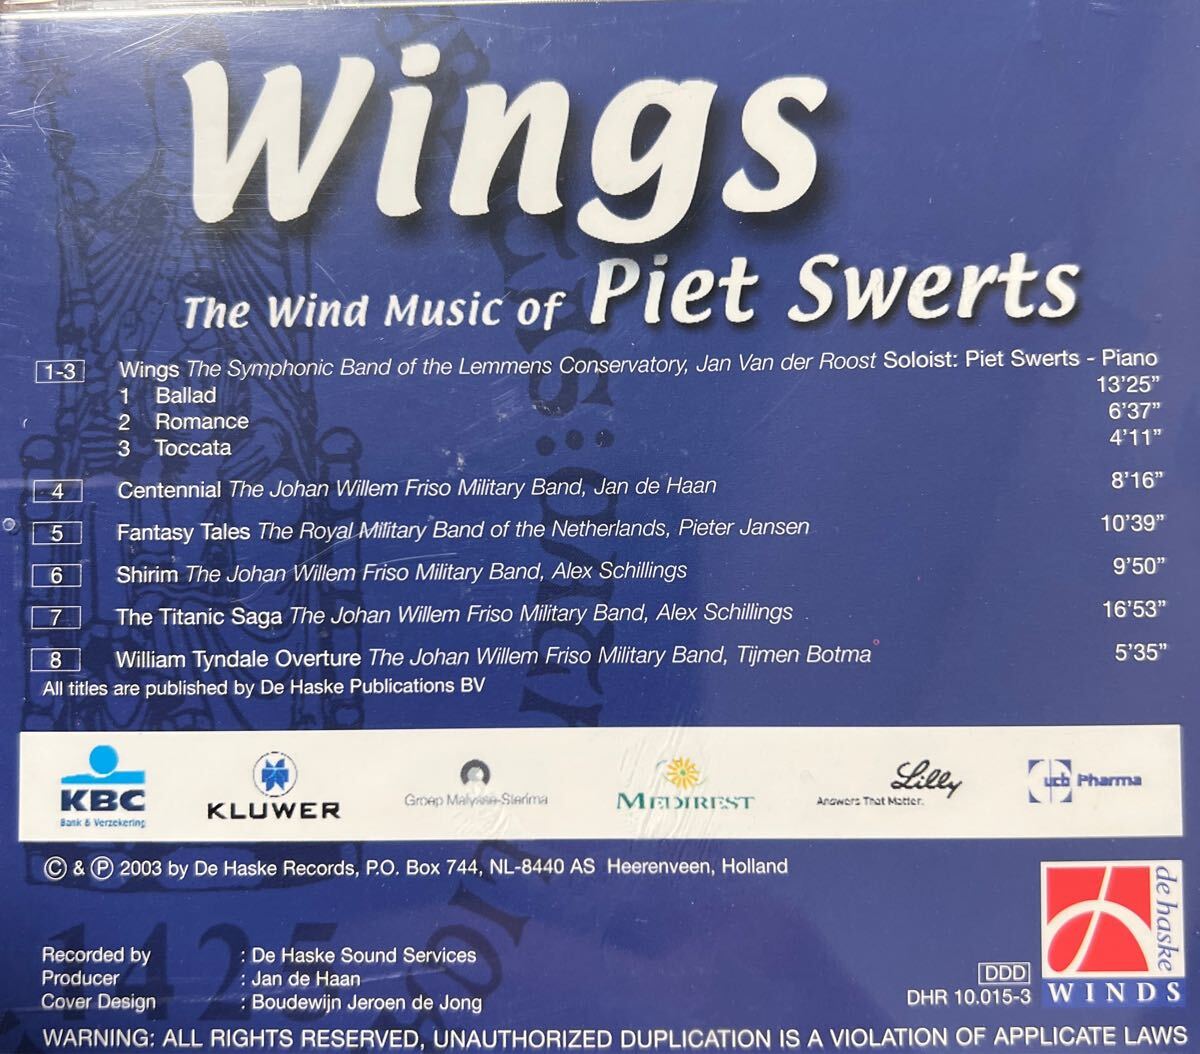 Wings
The Wind Music of Piet Swerts
1-3 Wings The Symphonic Band of the Lemmens Conservatory, Jan Van der Roost Soloist: Piet Swerts - Piano
1 Ballad 13'25"
2 Romance 6'37"
3 Toccata 4'11"
4 Centennial The Johan Willem Friso Military Band, Jan de Haan 8'16"
5 Fantasy Tales The Royal Military Band of the Netherlands, Pieter Jansen 10'39"
6 Shirim The Johan Willem Friso Military Band, Alex Schillings 9'50"
7 The Titanic Saga The Johan Willem Friso Military Band, Alex Schillings 16'53"
8 William Tyndale Overture The Johan Willem Friso Military Band, Tijmen Botma 5'35"
All titles are published by De Haske Publications BV
KBC
Bank & Verzekering
KLUWER
Groep Malysse-Sterima
MEDIREST
Lilly
Answers That Matter.
ucb Pharma
© & ℗ 2003 by De Haske Records, P.O. Box 744, NL-8440 AS Heerenveen, Holland
1425
Recorded by : De Haske Sound Services
Producer : Jan de Haan
Cover Design : Boudewijn Jeroen de Jong
DDD
DHR 10.015-3
de haske
WINDS
WARNING: ALL RIGHTS RESERVED, UNAUTHORIZED DUPLICATION IS A VIOLATION OF APPLICATE LAWS